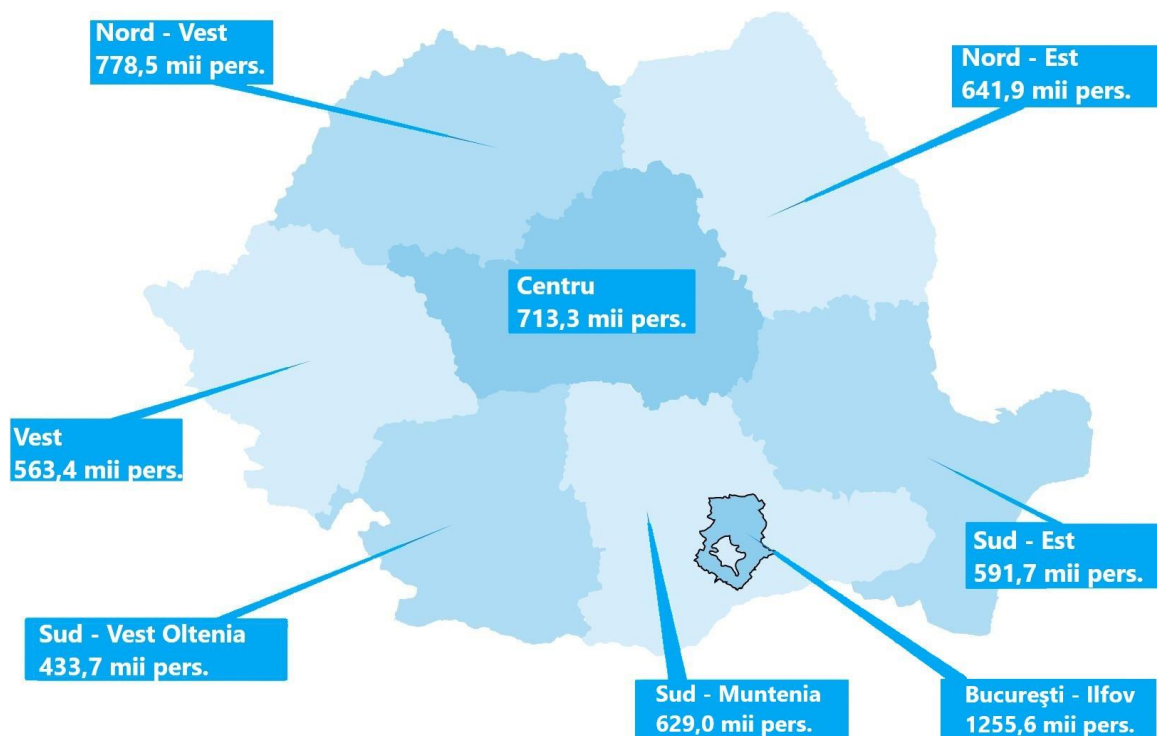 Nord - Vest
778,5 mii pers.
Nord - Est
641,9 mii pers.
Centru
713,3 mii pers.
Vest
563,4 mii pers.
Sud - Est
591,7 mii pers.
Sud - Vest Oltenia
433,7 mii pers.
Sud - Muntenia
629,0 mii pers.
Bucureşti - Ilfov
1255,6 mii pers.